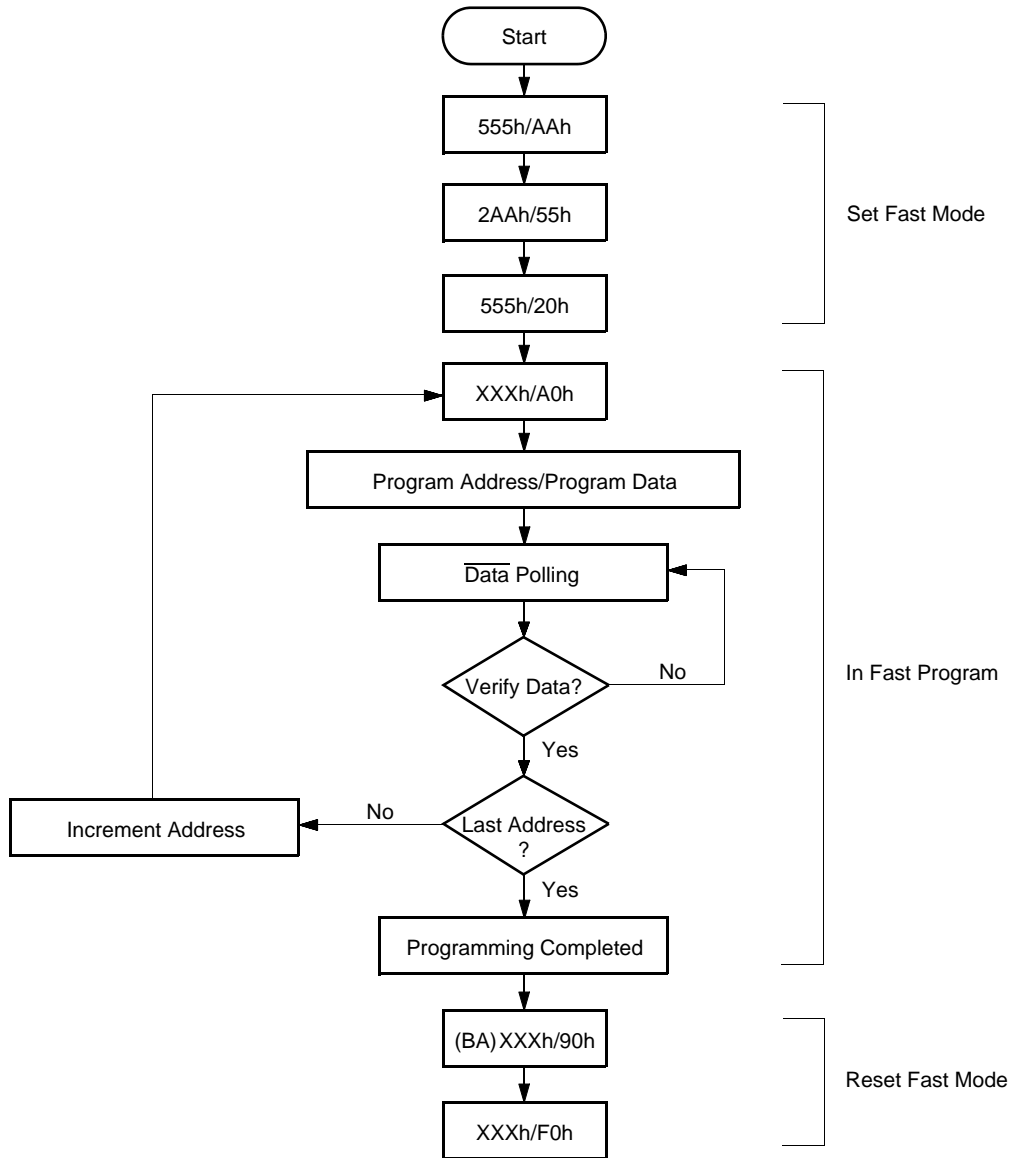 Start
555h/AAh
2AAh/55h
Set Fast Mode
555h/20h
XXXh/A0h
Program Address/Program Data
Data Polling
Verify Data?
No
In Fast Program
Yes
Increment Address
No
Last Address
?
Yes
Programming Completed
(BA)XXXh/90h
Reset Fast Mode
XXXh/F0h